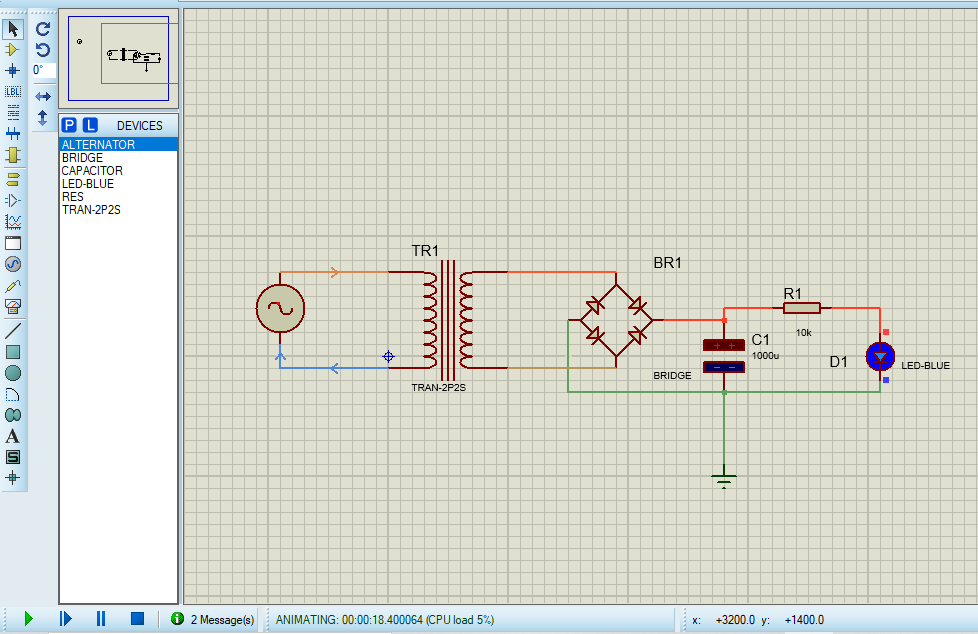 0°
LBL
P L DEVICES
ALTERNATOR
BRIDGE
CAPACITOR
LED-BLUE
RES
TRAN-2P2S
A
S
TR1
TRAN-2P2S
BR1
BRIDGE
R1
10k
C1
1000u
D1
LED-BLUE
2 Message(s)
ANIMATING: 00:00:18.400064 (CPU load 5%)
x: +3200.0 y: +1400.0